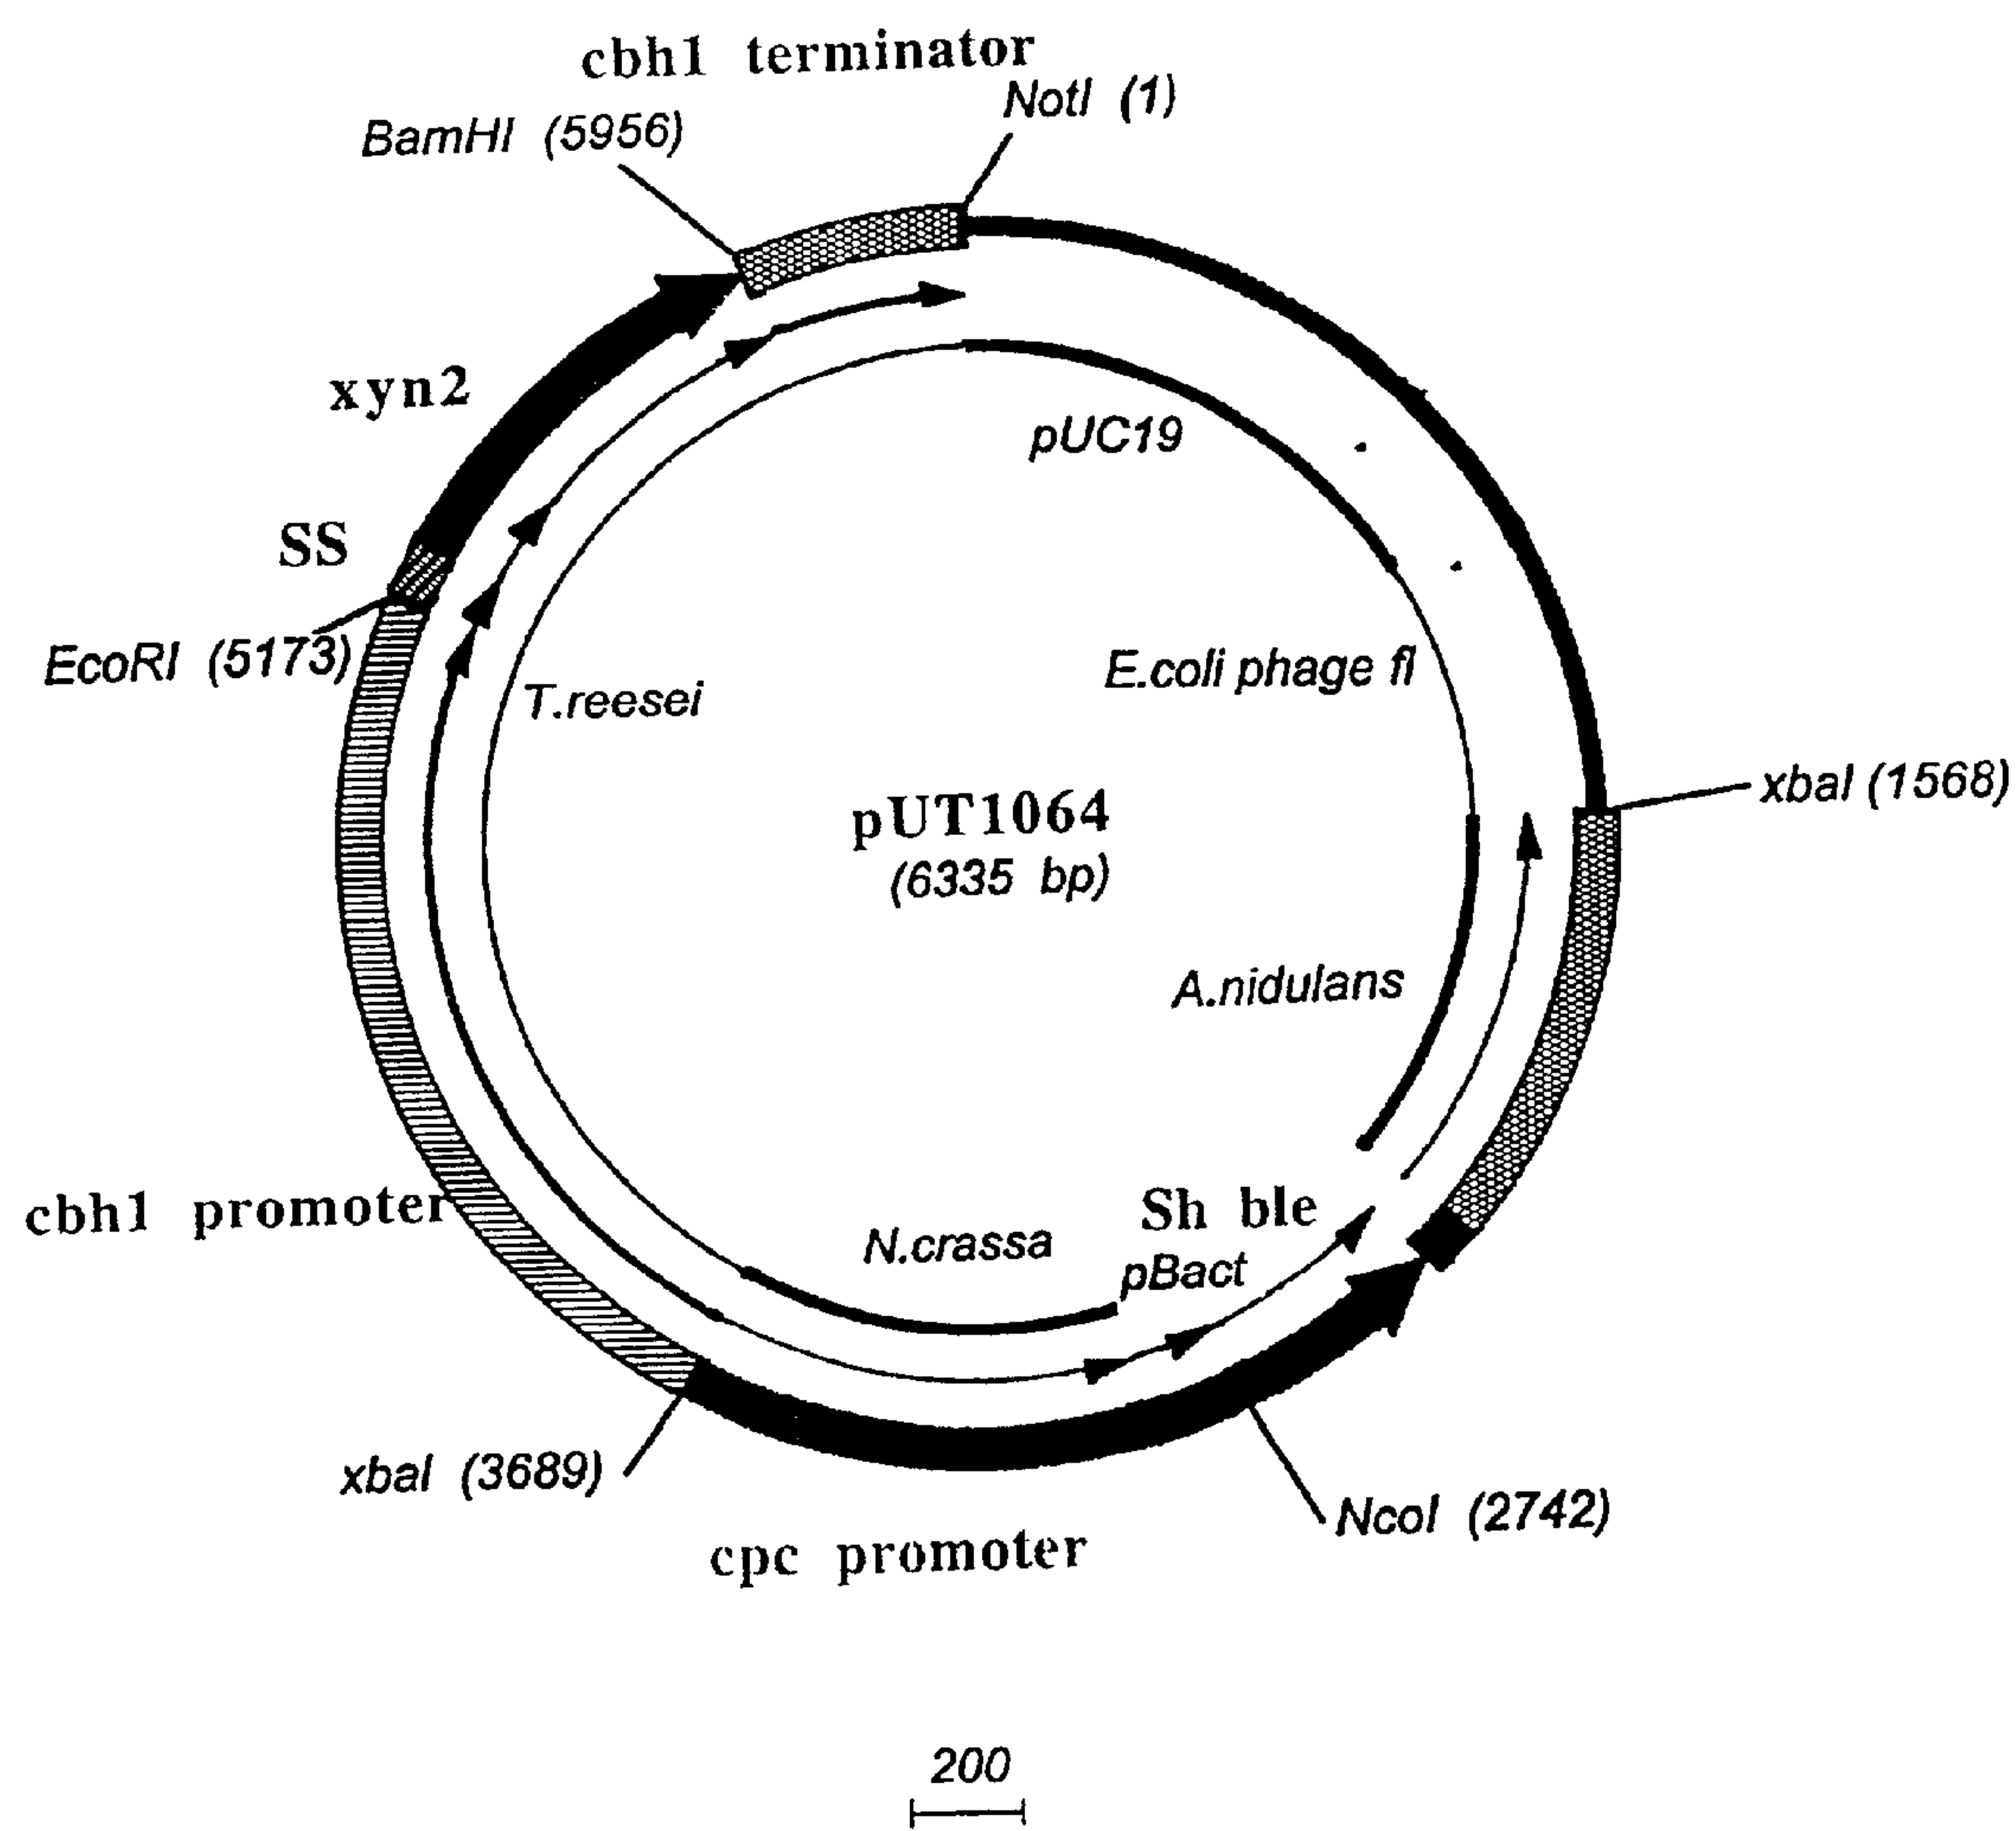 cbh1 terminator
NotI (1)
BamHI (5956)
xyn2
pUC19
SS
EcoRI (5173)
T.reesei
E.coli phage fl
pUT1064
(6335 bp)
xbaI (1568)
A.nidulans
cbh1 promoter
Sh ble
N.crassa
pBact
xbaI (3689)
NcoI (2742)
cpc promoter
200